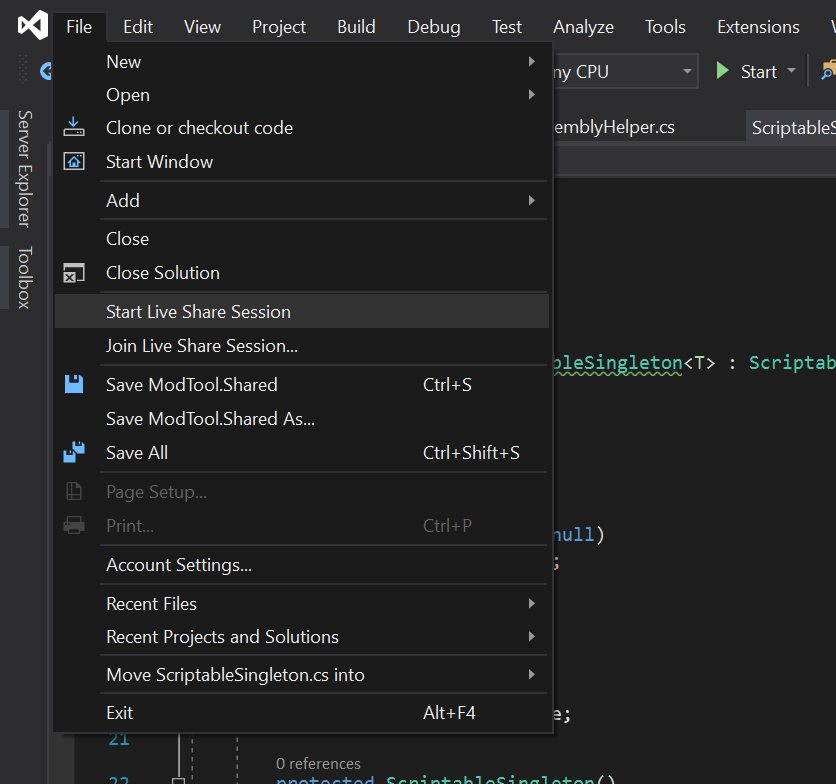 File Edit View Project Build Debug Test Analyze Tools Extensions
New
ny CPU Start
Open
Server Explorer
Clone or checkout code
emblyHelper.cs ScriptableS
Start Window
Add
Close
Toolbox
Close Solution
Start Live Share Session
Join Live Share Session...
bleSingleton<T> : Scriptab
Save ModTool.Shared Ctrl+S
Save ModTool.Shared As...
Save All Ctrl+Shift+S
Page Setup...
Print... Ctrl+P
null)
;
Account Settings...
Recent Files
Recent Projects and Solutions
Move ScriptableSingleton.cs into
Exit Alt+F4
e;
21
0 references
22 protected ScriptableSingleton()